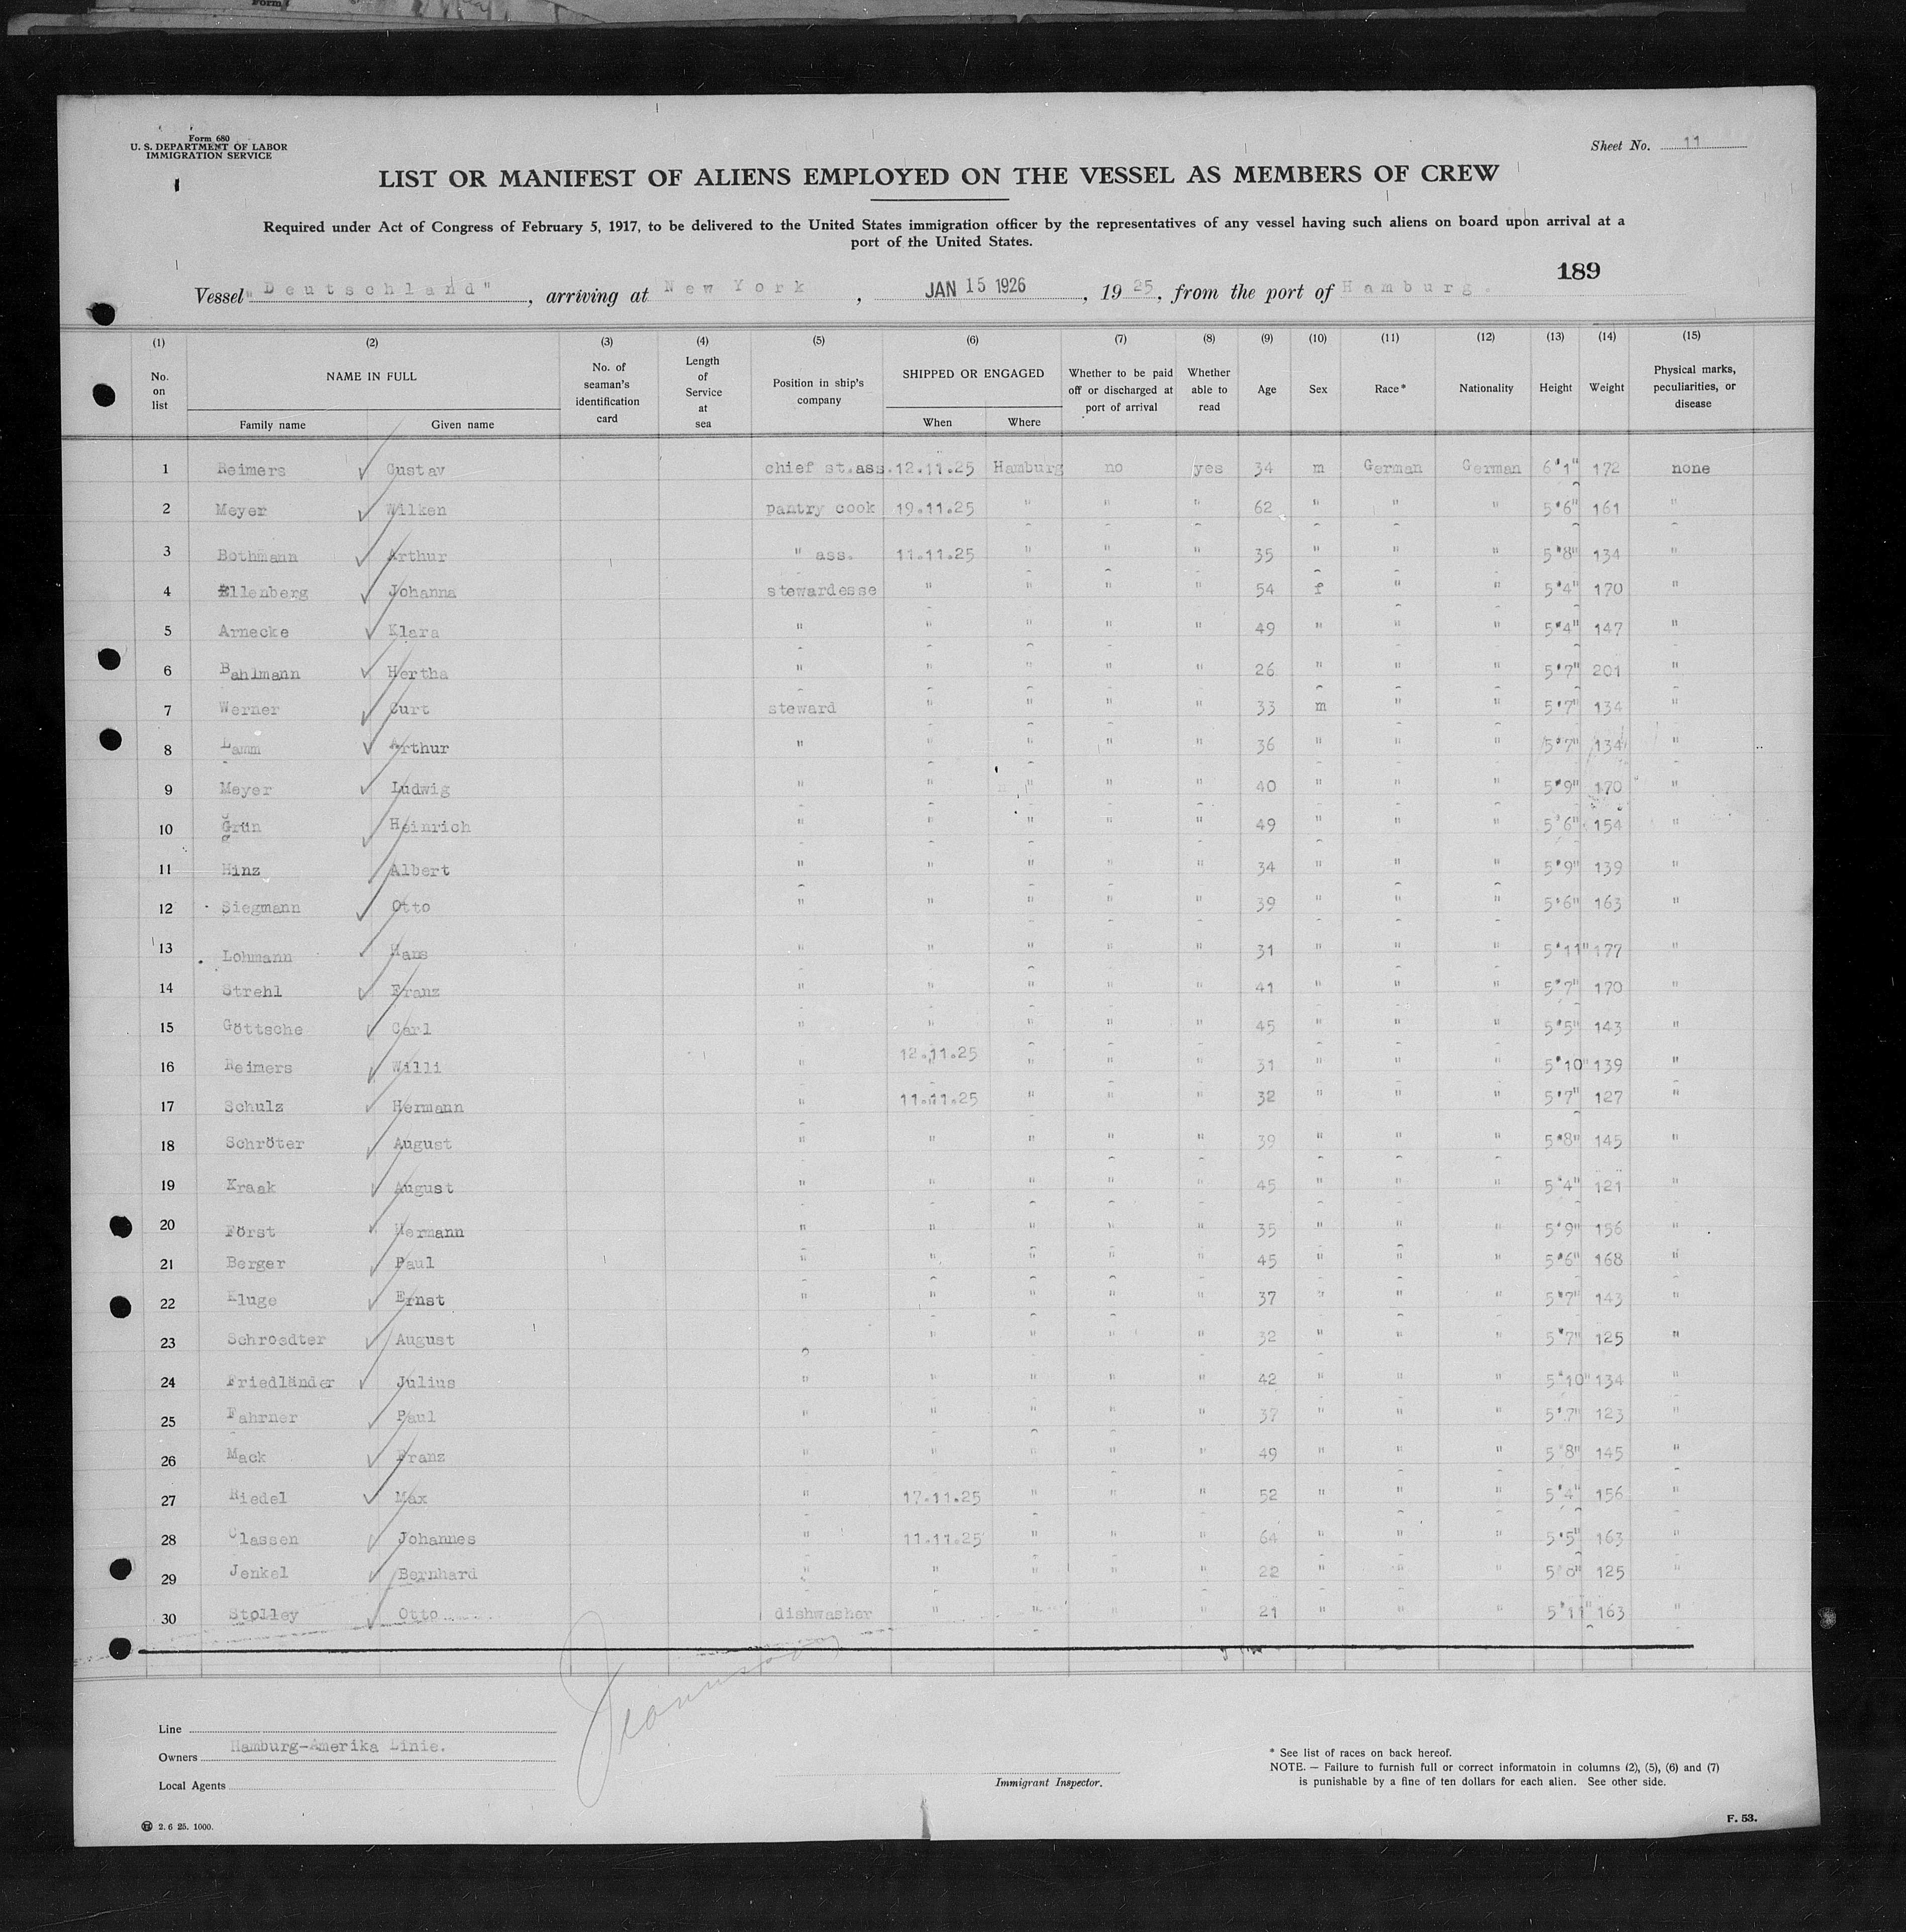 Form 680
U. S. DEPARTMENT OF LABOR
IMMIGRATION SERVICE
Sheet No. 11
LIST OR MANIFEST OF ALIENS EMPLOYED ON THE VESSEL AS MEMBERS OF CREW
Required under Act of Congress of February 5, 1917, to be delivered to the United States immigration officer by the representatives of any vessel having such aliens on board upon arrival at a
port of the United States.
189
Vessel "Deutschland", arriving at New York, JAN 15 1926, 19 25, from the port of Hamburg.
(1) (2) (3) (4) (5) (6) (7) (8) (9) (10) (11) (12) (13) (14) (15)
No. on list NAME IN FULL Family name Given name No. of seaman's identification card Length of Service at sea Position in ship's company SHIPPED OR ENGAGED When Where Whether to be paid off or discharged at port of arrival Whether able to read Age Sex Race* Nationality Height Weight Physical marks, peculiarities, or disease
1 Reimers Gustav chief st.ass. 12.11.25 Hamburg no yes 34 m German German 6'1" 172 none
2 Meyer Wilken pantry cook 19.11.25 " " " 62 " " " 5'6" 161 "
3 Bothmann Arthur " ass. 11.11.25 " " " 35 " " " 5'8" 134 "
4 Ellenberg Johanna stewardesse " " " " 54 f " " 5'4" 170 "
5 Arnecke Klara " " " " " 49 " " " 5'4" 147 "
6 Bahlmann Hertha " " " " " 26 " " " 5'7" 201 "
7 Werner Curt steward " " " " 33 m " " 5'7" 134 "
8 Lamm Arthur " " " " " 36 " " " 5'7" 134 "
9 Meyer Ludwig " " " " " 40 " " " 5'9" 170 "
10 Grün Heinrich " " " " " 49 " " " 5'6" 154 "
11 Hinz Albert " " " " " 34 " " " 5'9" 139 "
12 Siegmann Otto " " " " " 39 " " " 5'6" 163 "
13 Lohmann Hans " " " " " 31 " " " 5'11" 177 "
14 Strehl Franz " " " " " 41 " " " 5'7" 170 "
15 Göttsche Carl " " " " " 45 " " " 5'5" 143 "
16 Reimers Willi " 12.11.25 " " " 31 " " " 5'10" 139 "
17 Schulz Hermann " 11.11.25 " " " 32 " " " 5'7" 127 "
18 Schröter August " " " " " 39 " " " 5'8" 145 "
19 Kraak August " " " " " 45 " " " 5'4" 121 "
20 Först Hermann " " " " " 35 " " " 5'9" 156 "
21 Berger Paul " " " " " 45 " " " 5'6" 168 "
22 Kluge Ernst " " " " " 37 " " " 5'7" 143 "
23 Schroedter August " " " " 32 " " " 5'7" 125 "
24 Friedländer Julius " " " " " 42 " " " 5'10" 134 "
25 Fahrner Paul " " " " " 37 " " " 5'7" 123 "
26 Mack Franz " " " " " 49 " " " 5'8" 145 "
27 Riedel Max " 17.11.25 " " " 52 " " " 5'4" 156 "
28 Classen Johannes " 11.11.25 " " " 64 " " " 5'5" 163 "
29 Jenkel Bernhard " " " " " 22 " " " 125 "
30 Stolley Otto dishwasher " " " " 21 " " " 5'11" 163 "
Line
Owners Hamburg-Amerika Linie.
Local Agents
Immigrant Inspector.
* See list of races on back hereof.
NOTE. — Failure to furnish full or correct informatoin in columns (2), (5), (6) and (7)
is punishable by a fine of ten dollars for each alien. See other side.
2. 6 25. 1000.
F. 53.